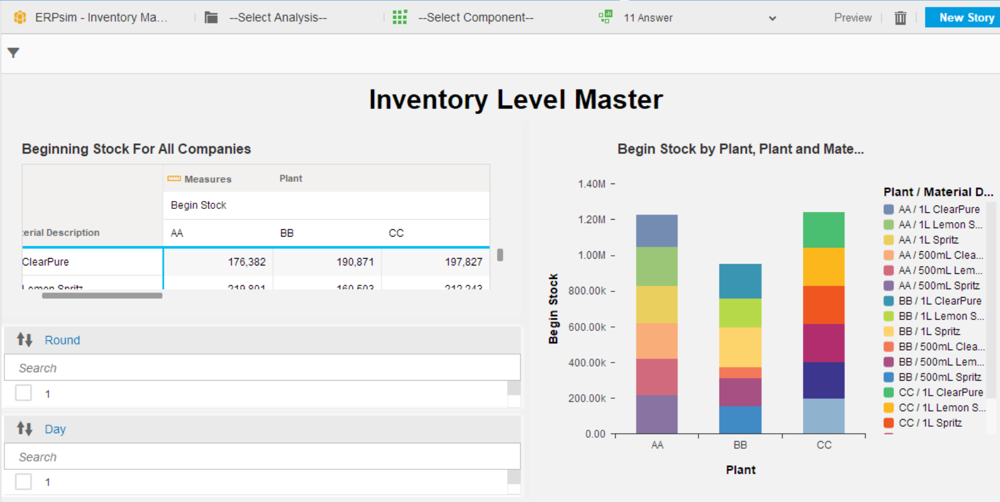 ERPsim - Inventory Ma...
--Select Analysis--
--Select Component--
11 Answer
Preview
New Story
Inventory Level Master
Beginning Stock For All Companies
Measures Plant
Begin Stock
erial Description AA BB CC
ClearPure 176,382 190,871 197,827
Lemon Spritz 219,801 160,503 212,243
Round
Search
1
Day
Search
1
Begin Stock by Plant, Plant and Mate...
Begin Stock
1.40M
1.20M
1.00M
800.00k
600.00k
400.00k
200.00k
0.00
AA BB CC
Plant
Plant / Material D...
AA / 1L ClearPure
AA / 1L Lemon S...
AA / 1L Spritz
AA / 500mL Clea...
AA / 500mL Lem...
AA / 500mL Spritz
BB / 1L ClearPure
BB / 1L Lemon S...
BB / 1L Spritz
BB / 500mL Clea...
BB / 500mL Lem...
BB / 500mL Spritz
CC / 1L ClearPure
CC / 1L Lemon S...
CC / 1L Spritz